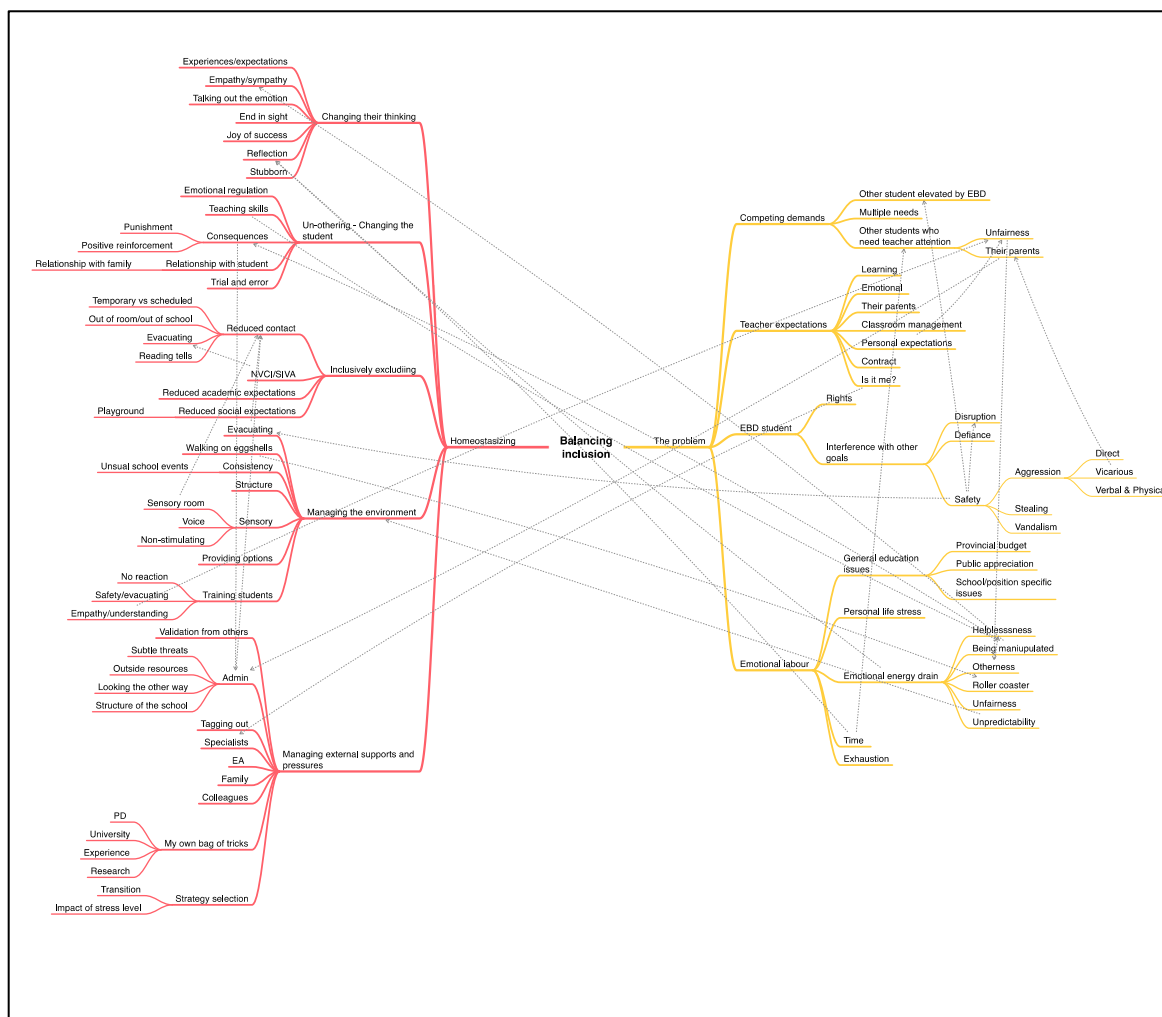 Experiences/expectations
Empathy/sympathy
Talking out the emotion
End in sight
Joy of success
Reflection
Stubborn
Changing their thinking
Emotional regulation
Teaching skills
Punishment
Positive reinforcement
Consequences
Relationship with family
Relationship with student
Trial and error
Un-othering - Changing the
student
Temporary vs scheduled
Out of room/out of school
Evacuating
Reading tells
Reduced contact
NVCI/SIVA
Reduced academic expectations
Playground
Reduced social expectations
Inclusively excludiing
Evacuating
Walking on eggshells
Unsual school events
Consistency
Structure
Sensory room
Voice
Non-stimulating
Sensory
Providing options
No reaction
Safety/evacuating
Empathy/understanding
Training students
Managing the environment
Validation from others
Subtle threats
Outside resources
Looking the other way
Structure of the school
Admin
Tagging out
Specialists
EA
Family
Colleagues
PD
University
Experience
Research
My own bag of tricks
Transition
Impact of stress level
Strategy selection
Managing external supports and
pressures
Homeostasizing
Balancing
inclusion
The problem
Competing demands
Other student elevated by EBD
Multiple needs
Other students who
need teacher attention
Unfairness
Their parents
Teacher expectations
Learning
Emotional
Their parents
Classroom management
Personal expectations
Contract
Is it me?
EBD student
Rights
Interference with other
goals
Disruption
Defiance
Safety
Aggression
Direct
Vicarious
Verbal & Physica
Stealing
Vandalism
Emotional labour
General education
issues
Provincial budget
Public appreciation
School/position specific
issues
Personal life stress
Emotional energy drain
Helplesssness
Being maniupulated
Otherness
Roller coaster
Unfairness
Unpredictability
Time
Exhaustion